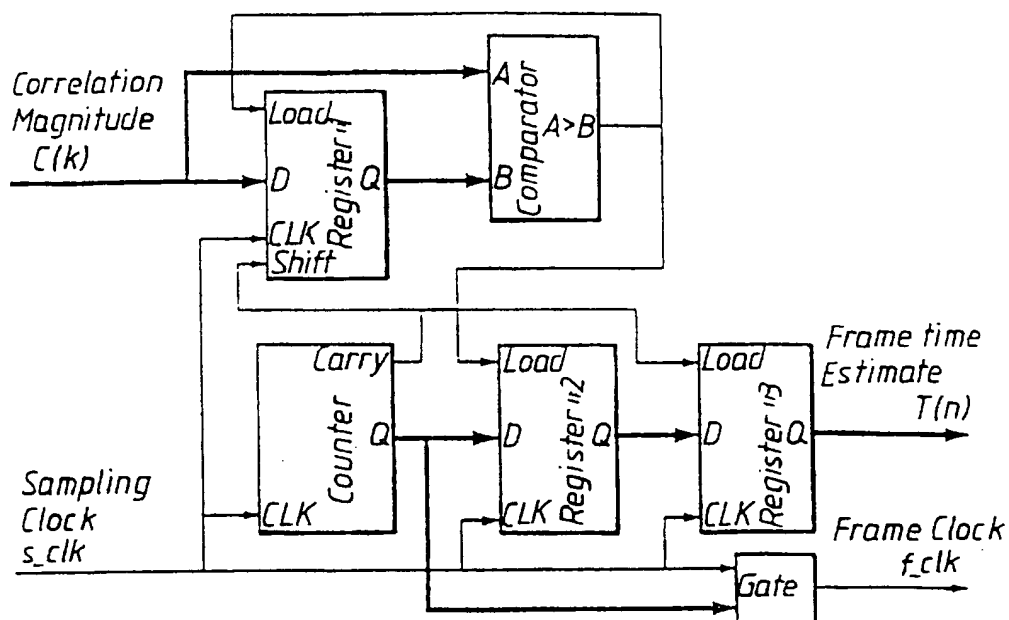 Correlation
Magnitude
C(k)
Load
D
Q
CLK
Shift
Register "1
A
B
A>B
Comparator
Carry
Q
CLK
Counter
Load
D
Q
CLK
Register "2
Load
D
Q
CLK
Register "3
Frame time
Estimate
T(n)
Sampling
Clock
s_clk
Gate
Frame Clock
f_clk